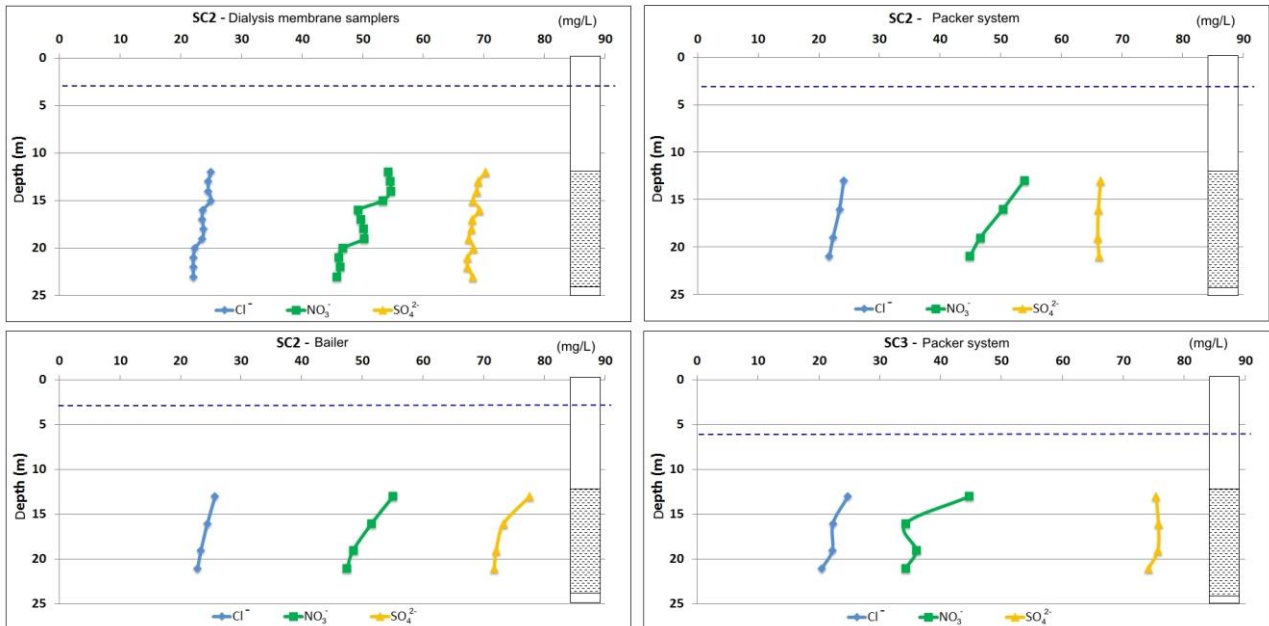 SC2 - Dialysis membrane samplers (mg/L)
0 10 20 30 40 50 60 70 80 90
Depth (m)
0
5
10
15
20
25
Cl⁻ NO₃⁻ SO₄²⁻
SC2 - Packer system (mg/L)
0 10 20 30 40 50 60 70 80 90
Depth (m)
0
5
10
15
20
25
Cl⁻ NO₃⁻ SO₄²⁻
SC2 - Bailer (mg/L)
0 10 20 30 40 50 60 70 80 90
Depth (m)
0
5
10
15
20
25
Cl⁻ NO₃⁻ SO₄²⁻
SC3 - Packer system (mg/L)
0 10 20 30 40 50 60 70 80 90
Depth (m)
0
5
10
15
20
25
Cl⁻ NO₃⁻ SO₄²⁻